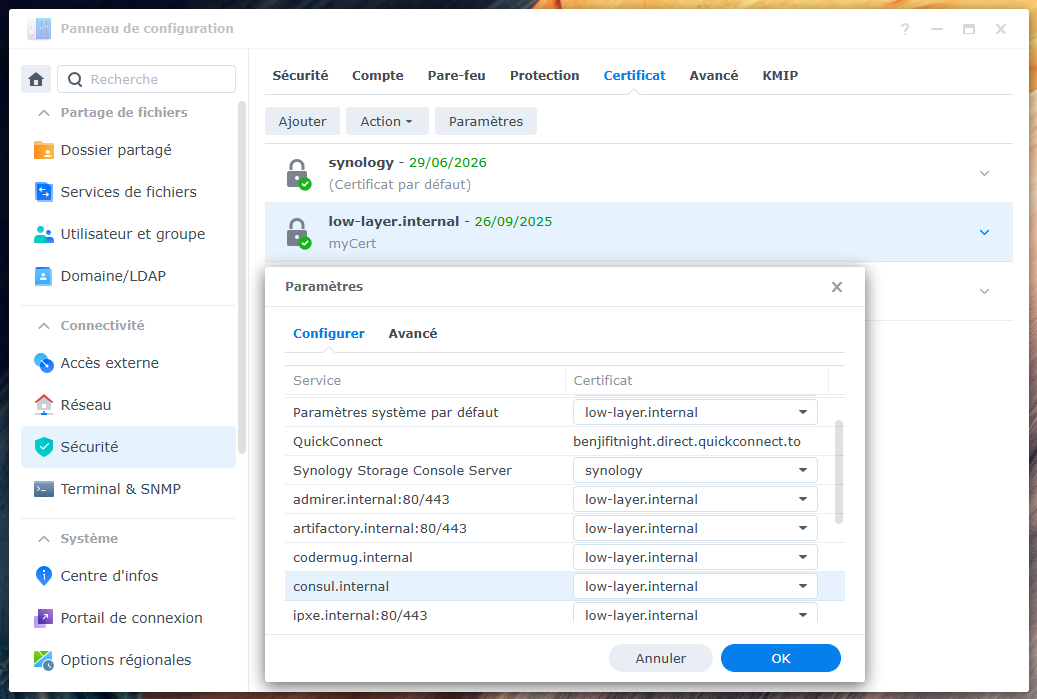 Panneau de configuration
?
Recherche
Partage de fichiers
Dossier partagé
Services de fichiers
Utilisateur et groupe
Domaine/LDAP
Connectivité
Accès externe
Réseau
Sécurité
Terminal & SNMP
Système
Centre d'infos
Portail de connexion
Options régionales
Sécurité Compte Pare-feu Protection Certificat Avancé KMIP
Ajouter Action Paramètres
synology - 29/06/2026
(Certificat par défaut)
low-layer.internal - 26/09/2025
myCert
Paramètres
Configurer Avancé
Service Certificat
Paramètres système par défaut low-layer.internal
QuickConnect benjifitnight.direct.quickconnect.to
Synology Storage Console Server synology
admirer.internal:80/443 low-layer.internal
artifactory.internal:80/443 low-layer.internal
codermug.internal low-layer.internal
consul.internal low-layer.internal
ipxe.internal:80/443 low-layer.internal
Annuler OK